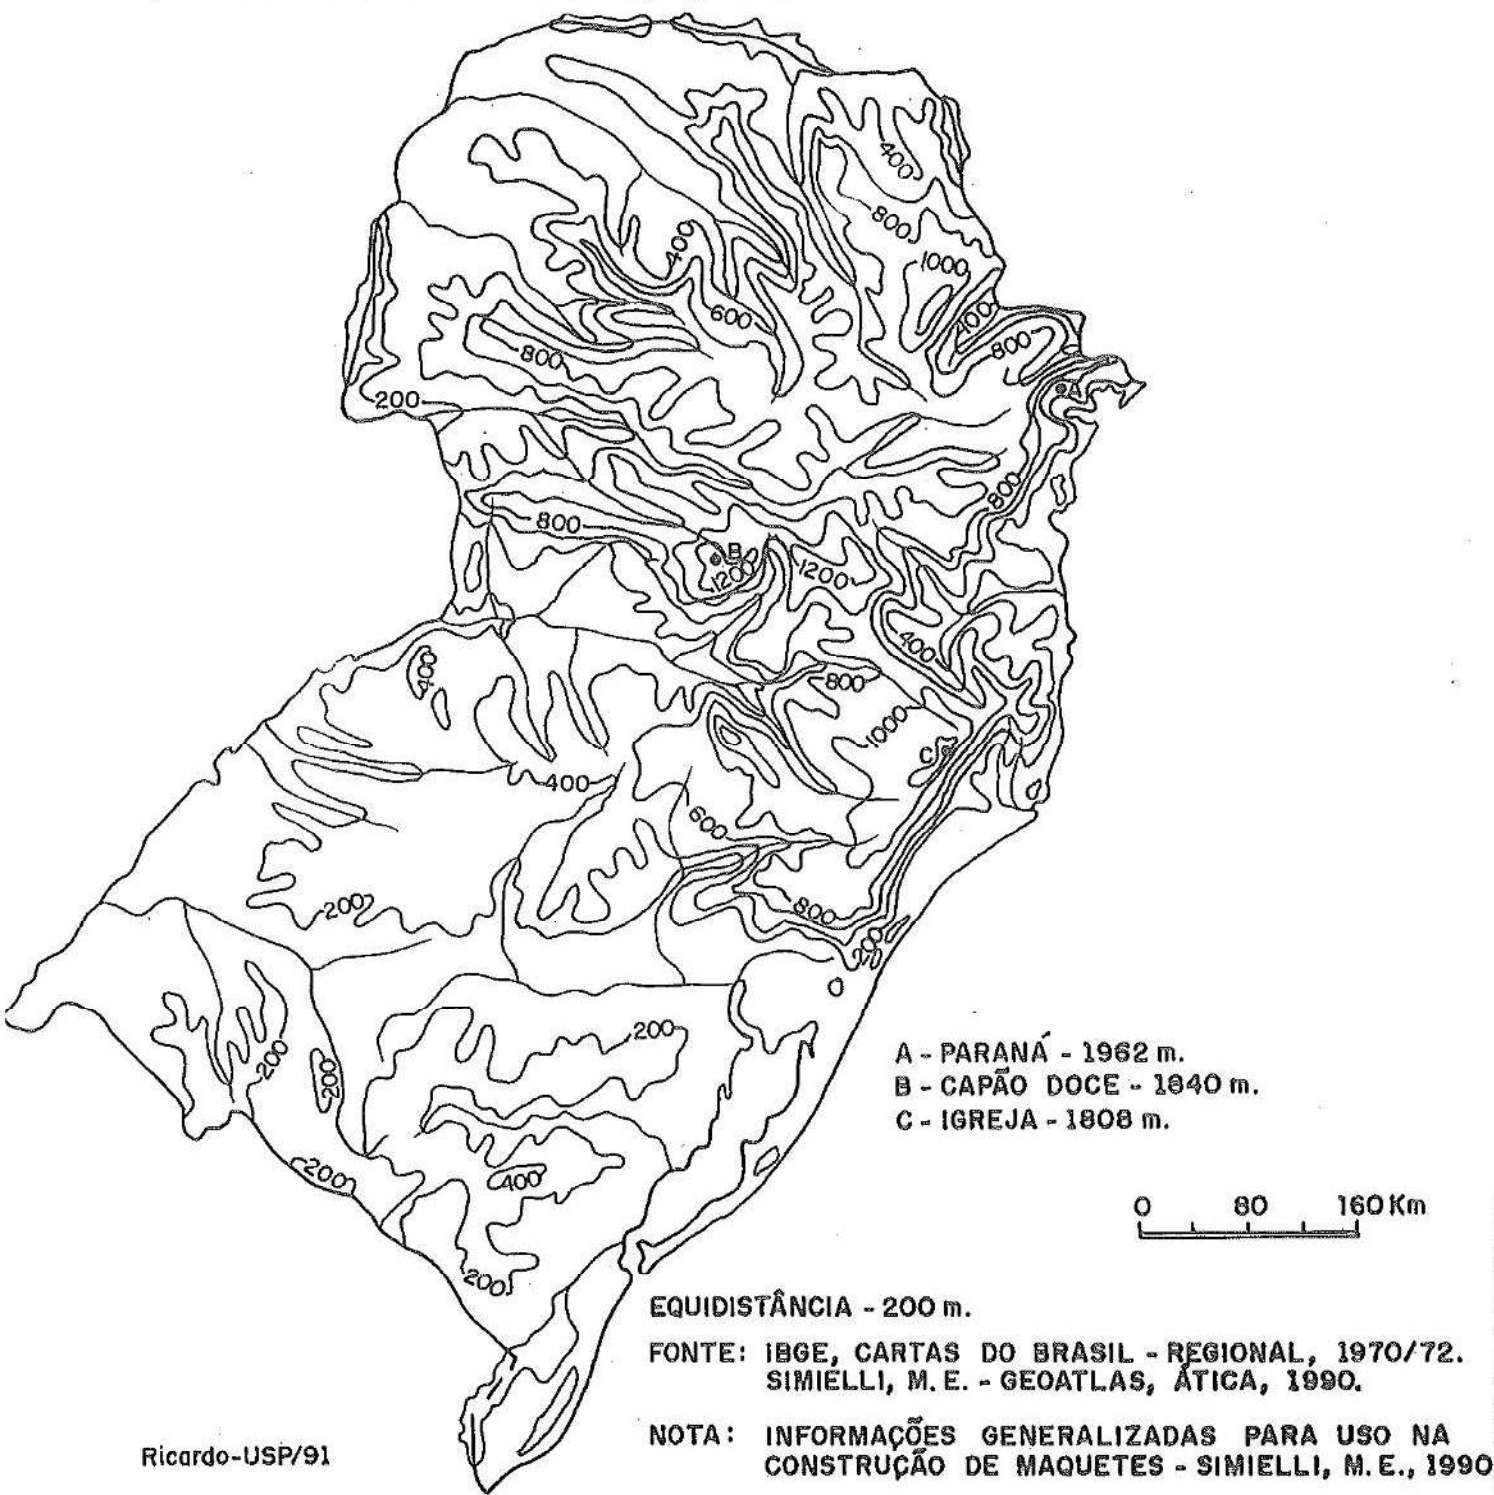 400
800
1000
400
600
400
800
800
A
200
800
800
B
1200
1200
400
400
800
1000
C
400
600
200
800
200
200
200
200
200
400
200
A - PARANÁ - 1962 m.
B - CAPÃO DOCE - 1840 m.
C - IGREJA - 1808 m.
0 80 160 Km
EQUIDISTÂNCIA - 200 m.
FONTE: IBGE, CARTAS DO BRASIL - REGIONAL, 1970/72.
SIMIELLI, M. E. - GEOATLAS, ÁTICA, 1990.
NOTA: INFORMAÇÕES GENERALIZADAS PARA USO NA
CONSTRUÇÃO DE MAQUETES - SIMIELLI, M. E., 1990
Ricardo-USP/91